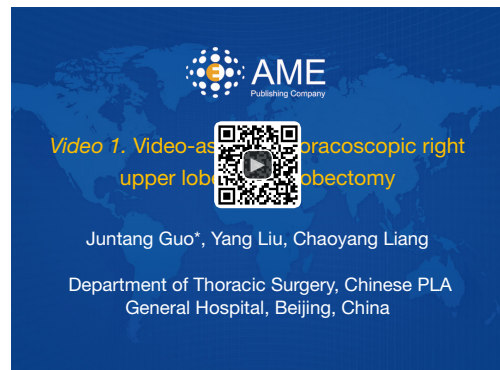 AME
Publishing Company
Video 1. Video-as oracoscopic right
upper lobe obectomy
Juntang Guo*, Yang Liu, Chaoyang Liang
Department of Thoracic Surgery, Chinese PLA
General Hospital, Beijing, China